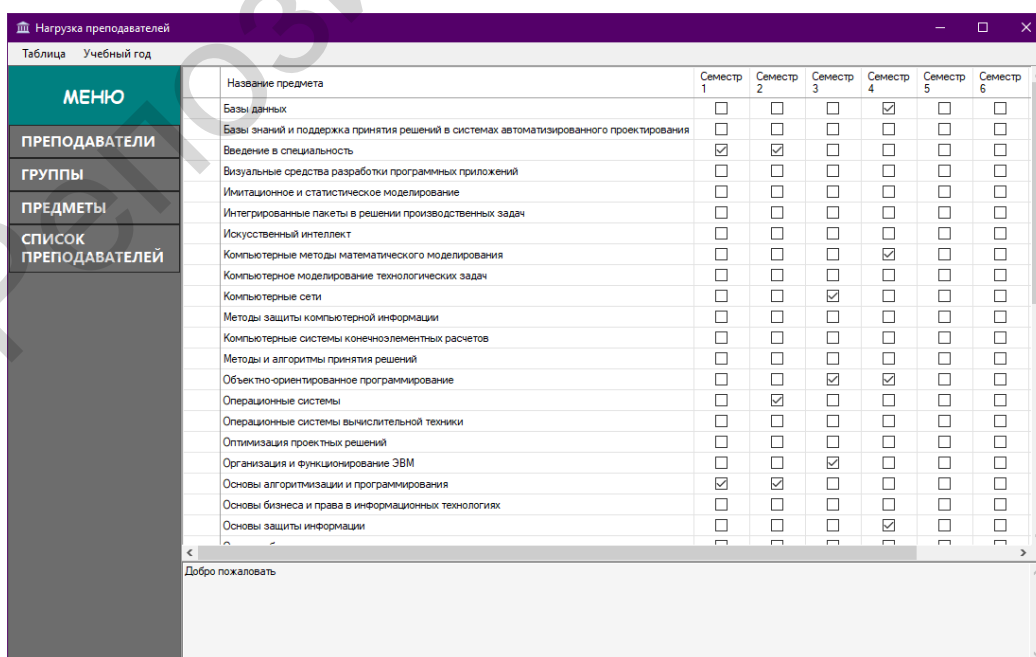 Нагрузка преподавателей
Таблица Учебный год
МЕНЮ
ПРЕПОДАВАТЕЛИ
ГРУППЫ
ПРЕДМЕТЫ
СПИСОК
ПРЕПОДАВАТЕЛЕЙ
Название предмета Семестр 1 Семестр 2 Семестр 3 Семестр 4 Семестр 5 Семестр 6
Базы данных
Базы знаний и поддержка принятия решений в системах автоматизированного проектирования
Введение в специальность
Визуальные средства разработки программных приложений
Имитационное и статистическое моделирование
Интегрированные пакеты в решении производственных задач
Искусственный интеллект
Компьютерные методы математического моделирования
Компьютерное моделирование технологических задач
Компьютерные сети
Методы защиты компьютерной информации
Компьютерные системы конечноэлементных расчетов
Методы и алгоритмы принятия решений
Объектно-ориентированное программирование
Операционные системы
Операционные системы вычислительной техники
Оптимизация проектных решений
Организация и функционирование ЭВМ
Основы алгоритмизации и программирования
Основы бизнеса и права в информационных технологиях
Основы защиты информации
Добро пожаловать